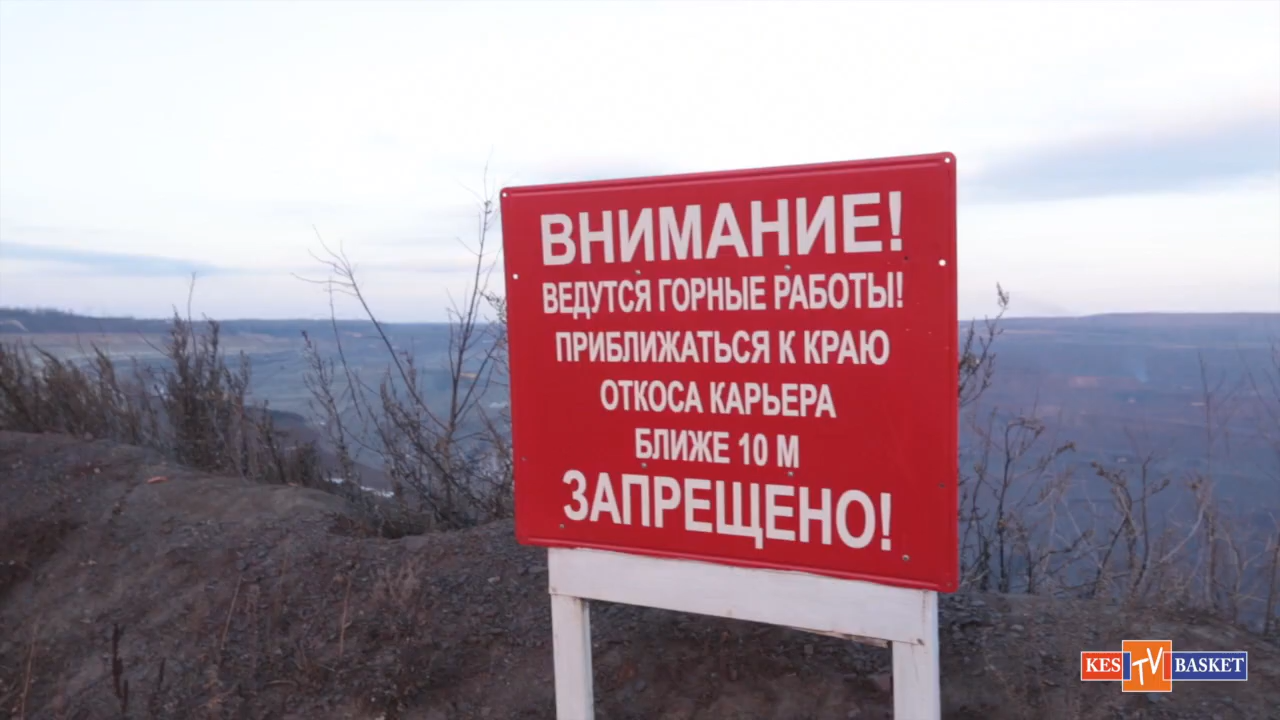 ВНИМАНИЕ!
ВЕДУТСЯ ГОРНЫЕ РАБОТЫ!
ПРИБЛИЖАТЬСЯ К КРАЮ
ОТКОСА КАРЬЕРА
БЛИЖЕ 10 М
ЗАПРЕЩЕНО!
KES TV BASKET